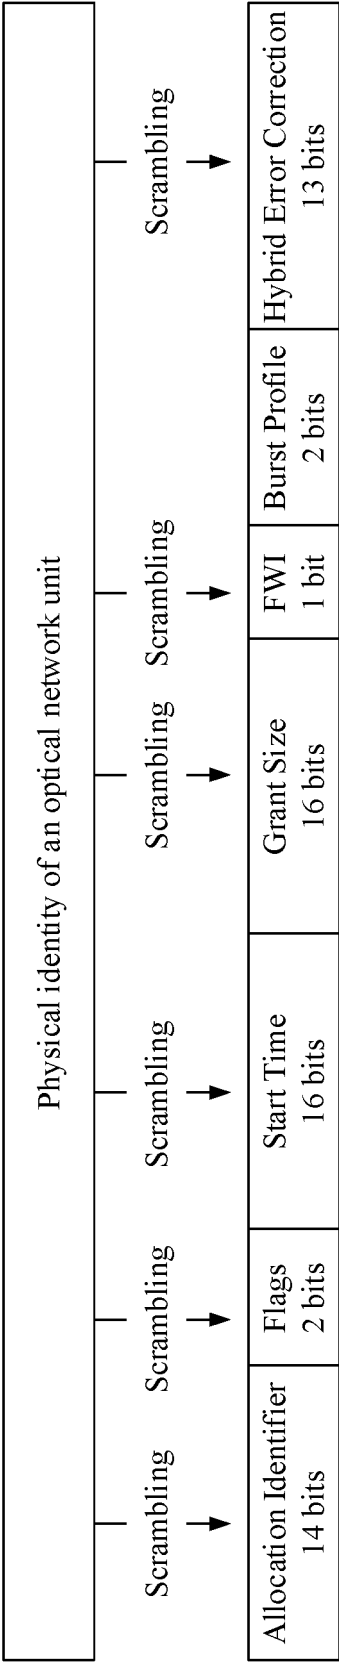 Physical identity of an optical network unit
Scrambling
Scrambling
Scrambling
Scrambling
Scrambling
Scrambling
Allocation Identifier
14 bits
Flags
2 bits
Start Time
16 bits
Grant Size
16 bits
FWI
1 bit
Burst Profile
2 bits
Hybrid Error Correction
13 bits